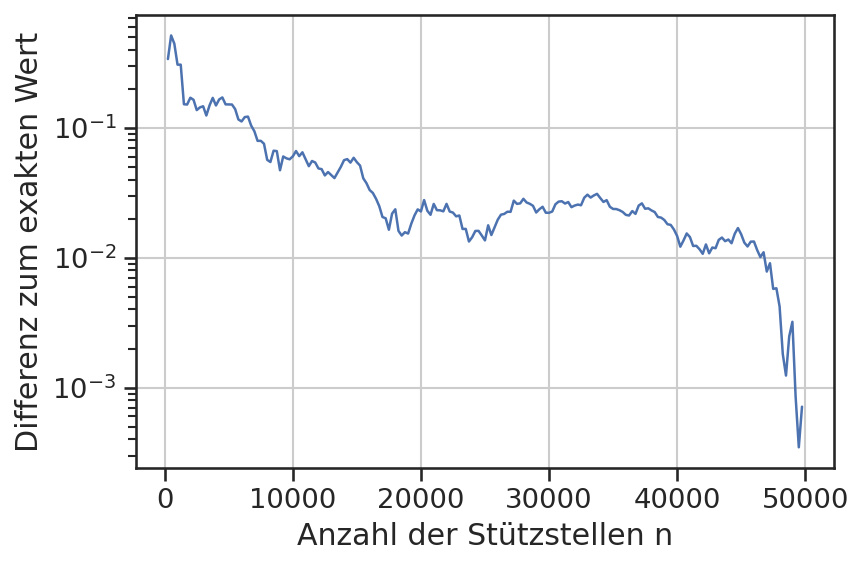 Differenz zum exakten Wert
10⁻¹
10⁻²
10⁻³
0 10000 20000 30000 40000 50000
Anzahl der Stützstellen n